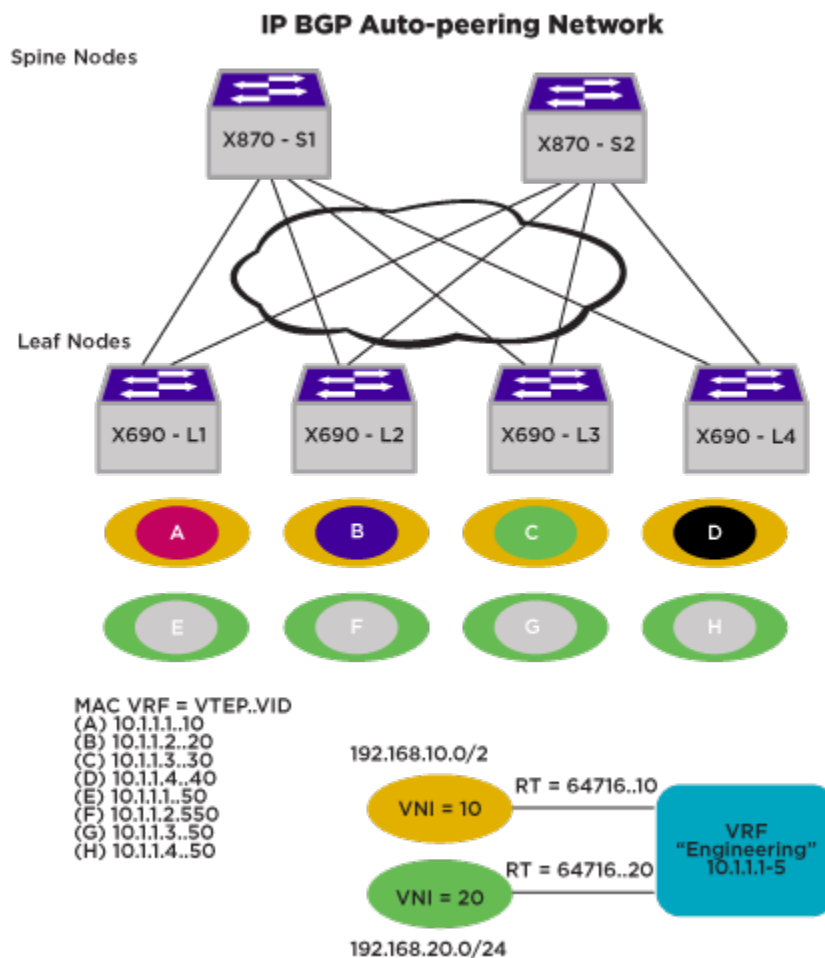 IP BGP Auto-peering Network
Spine Nodes
X870 - S1
X870 - S2
Leaf Nodes
X690 - L1
X690 - L2
X690 - L3
X690 - L4
A
B
C
D
E
F
G
H
MAC VRF = VTEP..VID
(A) 10.1.1.1..10
(B) 10.1.1.2..20
(C) 10.1.1.3..30
(D) 10.1.1.4..40
(E) 10.1.1.1..50
(F) 10.1.1.2.550
(G) 10.1.1.3..50
(H) 10.1.1.4..50
192.168.10.0/2
VNI = 10
RT = 64716..10
VRF
"Engineering"
10.1.1.1-5
RT = 64716..20
VNI = 20
192.168.20.0/24